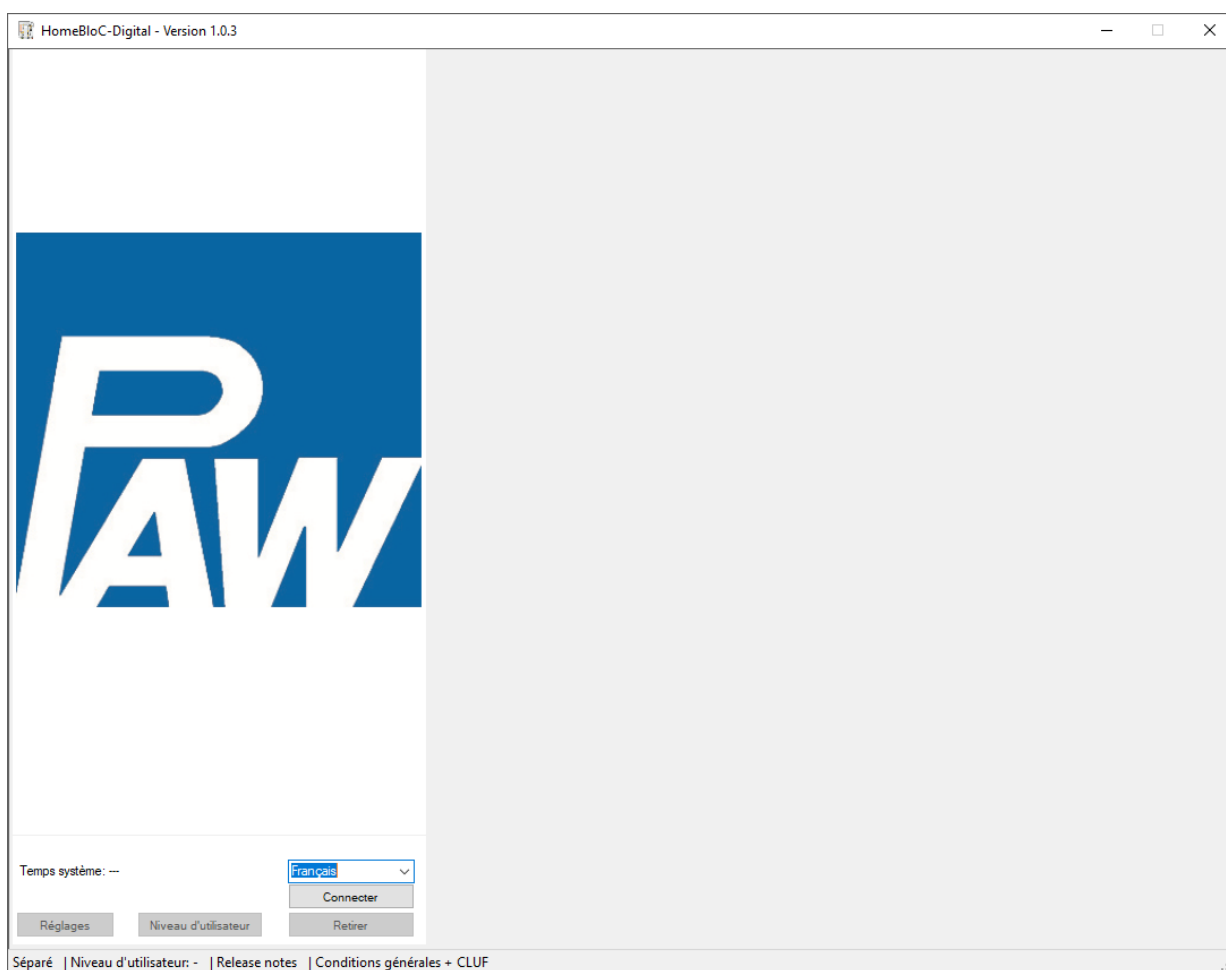 HomeBloC-Digital - Version 1.0.3
PAW
Temps système: ---
Français
Connecter
Réglages Niveau d'utilisateur Retirer
Séparé | Niveau d'utilisateur: - | Release notes | Conditions générales + CLUF